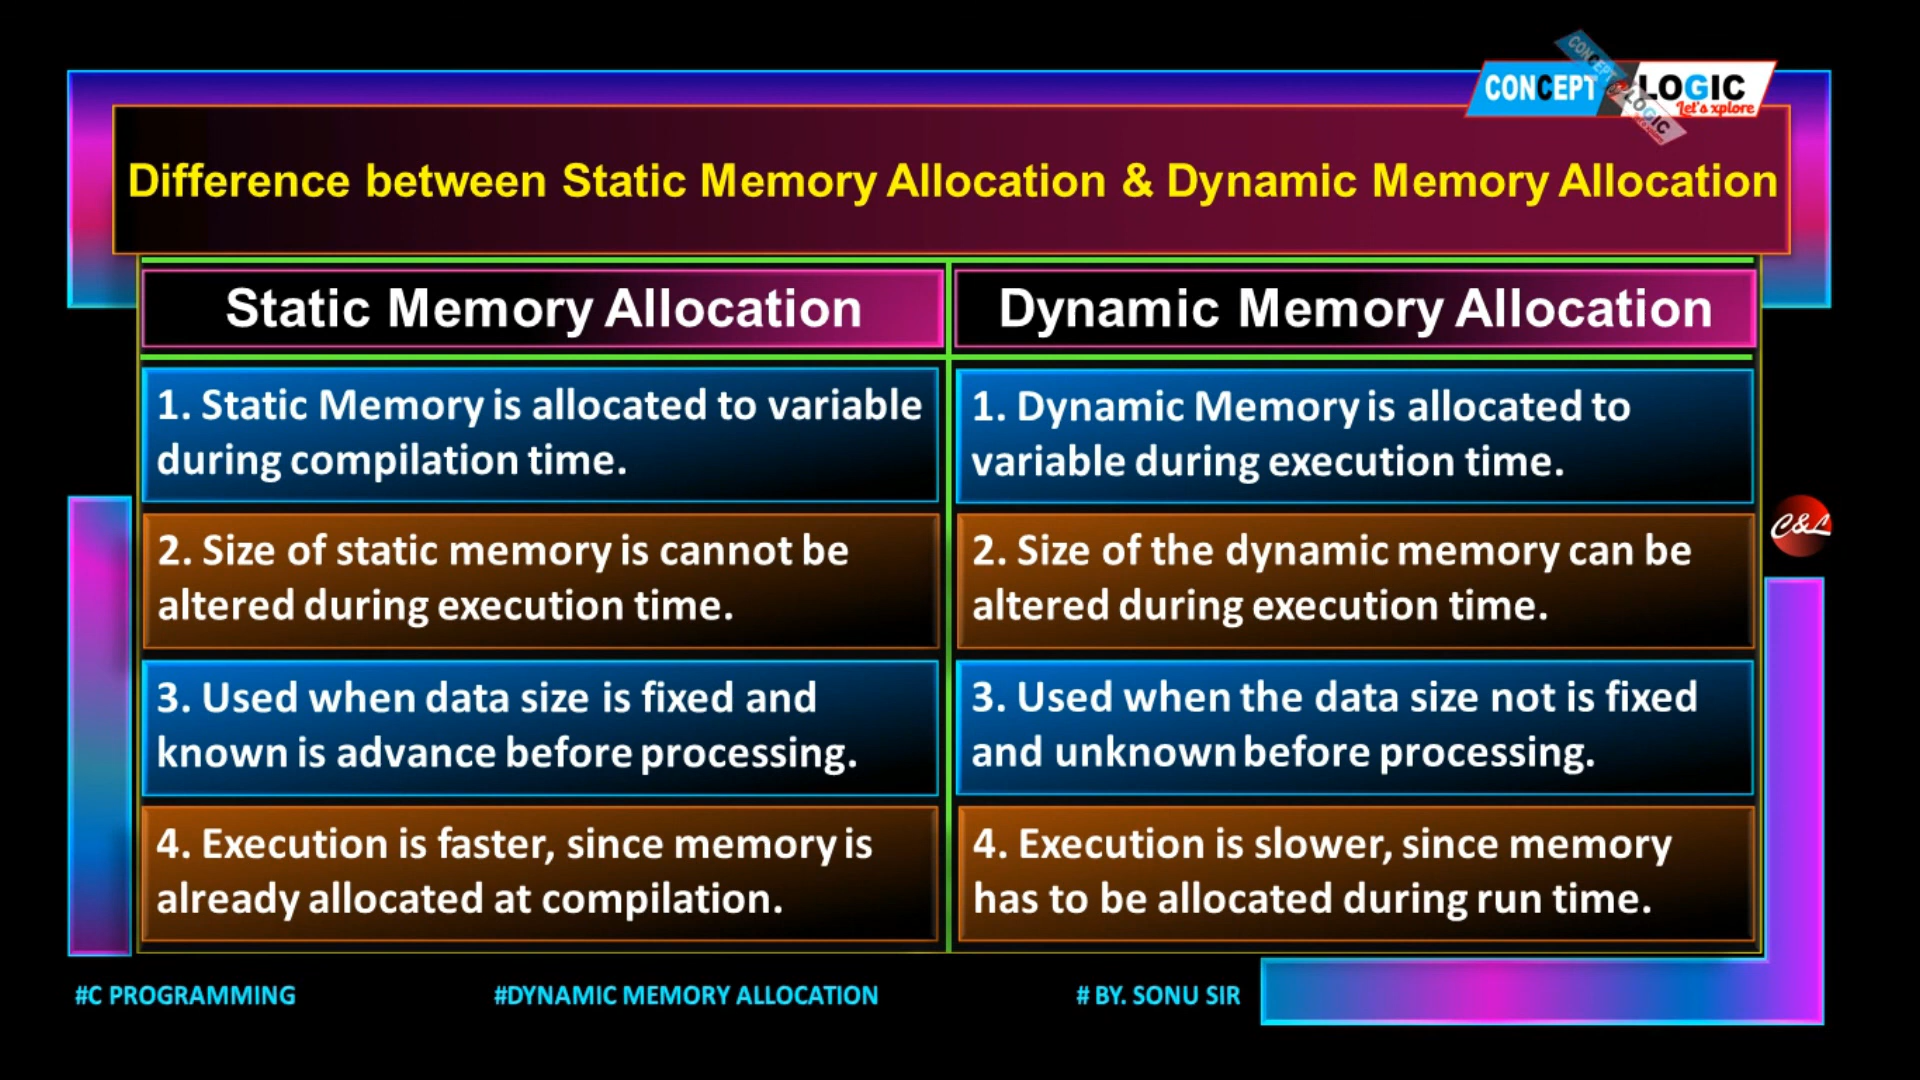 CONCEPT & LOGIC
Let's xplore
CONCEPT & LOGIC
Difference between Static Memory Allocation & Dynamic Memory Allocation
Static Memory Allocation
Dynamic Memory Allocation
1. Static Memory is allocated to variable
during compilation time.
1. Dynamic Memory is allocated to
variable during execution time.
2. Size of static memory is cannot be
altered during execution time.
2. Size of the dynamic memory can be
altered during execution time.
3. Used when data size is fixed and
known is advance before processing.
3. Used when the data size not is fixed
and unknown before processing.
4. Execution is faster, since memory is
already allocated at compilation.
4. Execution is slower, since memory
has to be allocated during run time.
C&L
#C PROGRAMMING
#DYNAMIC MEMORY ALLOCATION
# BY. SONU SIR